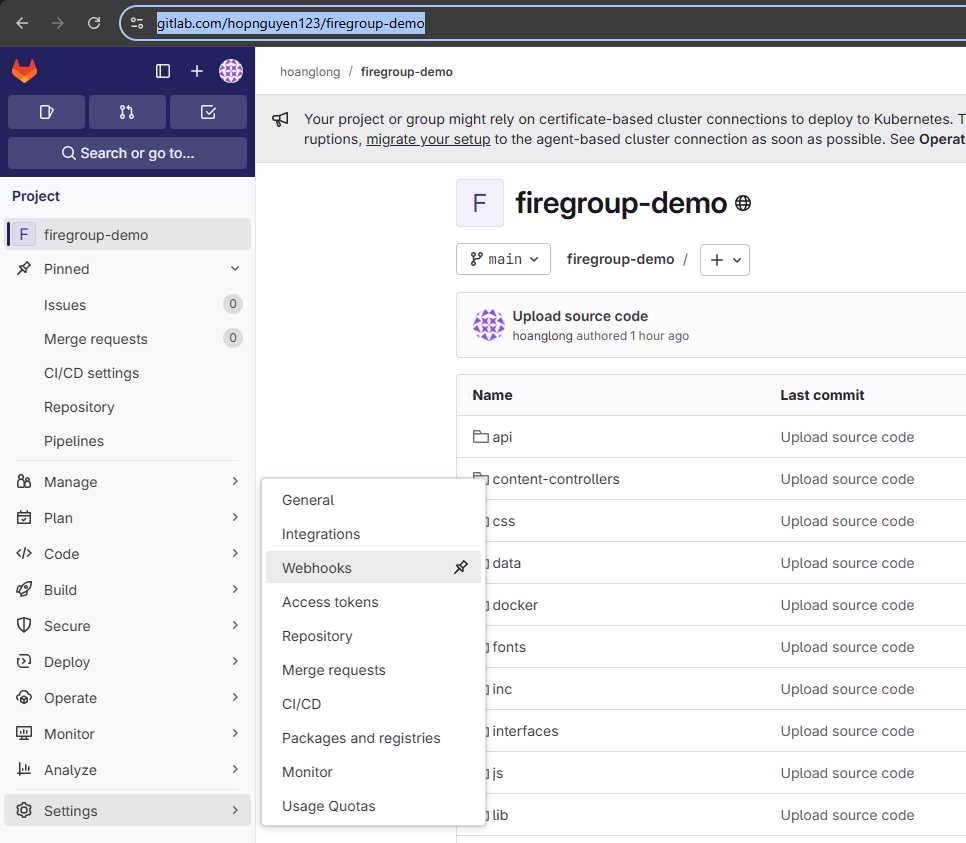 gitlab.com/hopnguyen123/firegroup-demo
Search or go to...
Project
F firegroup-demo
Pinned
Issues 0
Merge requests 0
CI/CD settings
Repository
Pipelines
Manage
Plan
Code
Build
Secure
Deploy
Operate
Monitor
Analyze
Settings
General
Integrations
Webhooks
Access tokens
Repository
Merge requests
CI/CD
Packages and registries
Monitor
Usage Quotas
hoanglong / firegroup-demo
Your project or group might rely on certificate-based cluster connections to deploy to Kubernetes. T
ruptions, migrate your setup to the agent-based cluster connection as soon as possible. See Operat
F firegroup-demo
main firegroup-demo / +
Upload source code
hoanglong authored 1 hour ago
Name Last commit
api Upload source code
content-controllers Upload source code
css Upload source code
data Upload source code
docker Upload source code
fonts Upload source code
inc Upload source code
interfaces Upload source code
js Upload source code
lib Upload source code